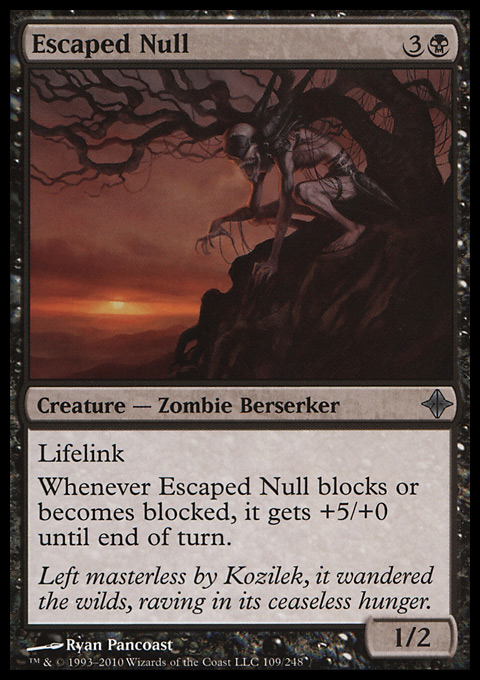 Escaped Null 3
Creature — Zombie Berserker
Lifelink
Whenever Escaped Null blocks or
becomes blocked, it gets +5/+0
until end of turn.
Left masterless by Kozilek, it wandered
the wilds, raving in its ceaseless hunger.
Ryan Pancoast
1/2
™ & © 1993–2010 Wizards of the Coast LLC 109/248